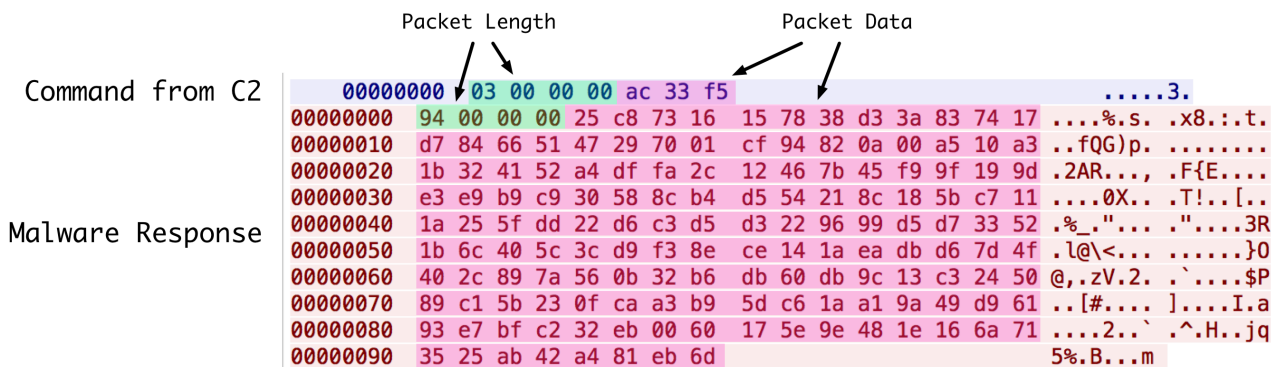 Packet Length Packet Data
Command from C2 00000000 03 00 00 00 ac 33 f5 .....3.
00000000 94 00 00 00 25 c8 73 16 15 78 38 d3 3a 83 74 17 ....%.s. .x8.:.t.
00000010 d7 84 66 51 47 29 70 01 cf 94 82 0a 00 a5 10 a3 ..fQG)p. ........
00000020 1b 32 41 52 a4 df fa 2c 12 46 7b 45 f9 9f 19 9d .2AR..., .F{E....
00000030 e3 e9 b9 c9 30 58 8c b4 d5 54 21 8c 18 5b c7 11 ....0X.. .T!..[..
00000040 1a 25 5f dd 22 d6 c3 d5 d3 22 96 99 d5 d7 33 52 .%_."... ."....3R
Malware Response
00000050 1b 6c 40 5c 3c d9 f3 8e ce 14 1a ea db d6 7d 4f .l@\<... ......}O
00000060 40 2c 89 7a 56 0b 32 b6 db 60 db 9c 13 c3 24 50 @,.zV.2. .`....$P
00000070 89 c1 5b 23 0f ca a3 b9 5d c6 1a a1 9a 49 d9 61 ..[#.... ]....I.a
00000080 93 e7 bf c2 32 eb 00 60 17 5e 9e 48 1e 16 6a 71 ....2..` .^.H..jq
00000090 35 25 ab 42 a4 81 eb 6d 5%.B...m